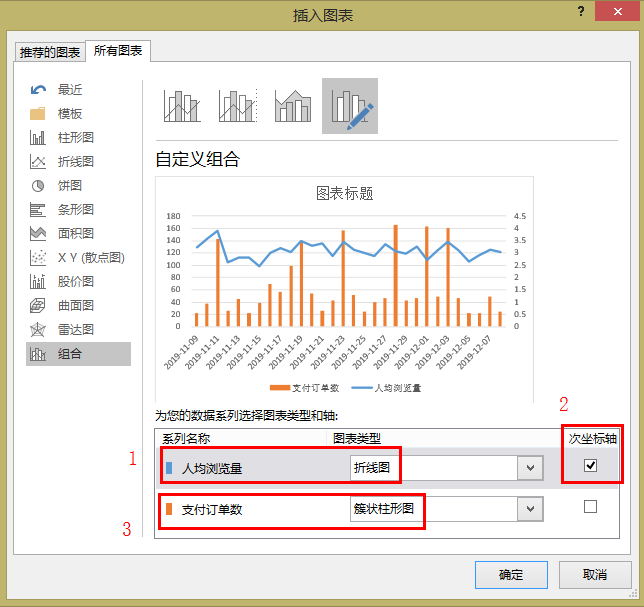 插入图表
?
×
推荐的图表
所有图表
最近
模板
柱形图
折线图
饼图
条形图
面积图
X Y (散点图)
股价图
曲面图
雷达图
组合
自定义组合
图表标题
180
160
140
120
100
80
60
40
20
0
4.5
4
3.5
3
2.5
2
1.5
1
0.5
0
2019-11-09
2019-11-11
2019-11-13
2019-11-15
2019-11-17
2019-11-19
2019-11-21
2019-11-23
2019-11-25
2019-11-27
2019-11-29
2019-12-01
2019-12-03
2019-12-05
2019-12-07
支付订单数 人均浏览量
为您的数据系列选择图表类型和轴:
2
系列名称 图表类型 次坐标轴
1
人均浏览量 折线图
支付订单数 簇状柱形图
3
确定 取消